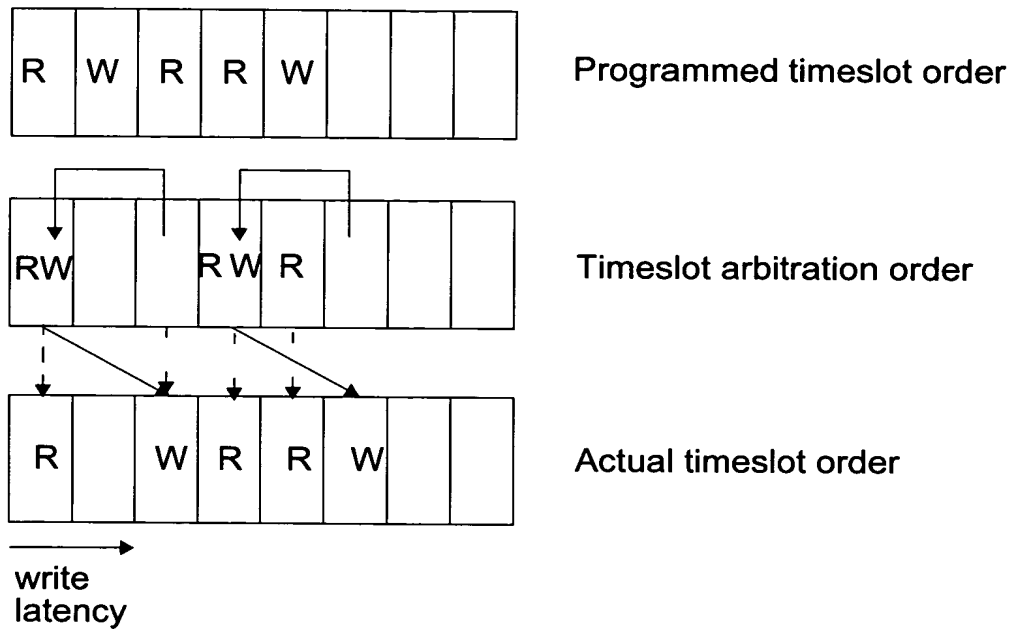 R W R R W Programmed timeslot order
RW R W R Timeslot arbitration order
R W R R W Actual timeslot order
write
latency